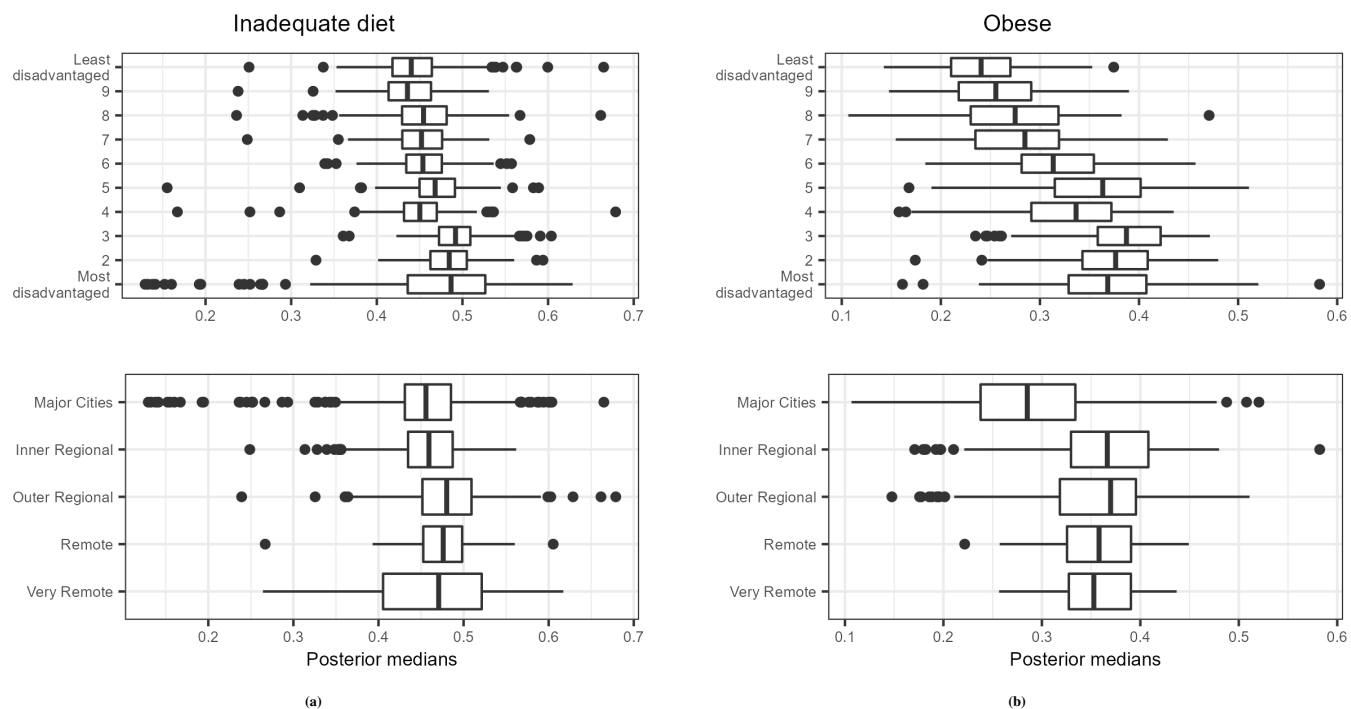 Inadequate diet
Least
disadvantaged
9
8
7
6
5
4
3
2
Most
disadvantaged
0.2 0.3 0.4 0.5 0.6 0.7
Major Cities
Inner Regional
Outer Regional
Remote
Very Remote
0.2 0.3 0.4 0.5 0.6 0.7
Posterior medians
(a)
Obese
Least
disadvantaged
9
8
7
6
5
4
3
2
Most
disadvantaged
0.1 0.2 0.3 0.4 0.5 0.6
Major Cities
Inner Regional
Outer Regional
Remote
Very Remote
0.1 0.2 0.3 0.4 0.5 0.6
Posterior medians
(b)